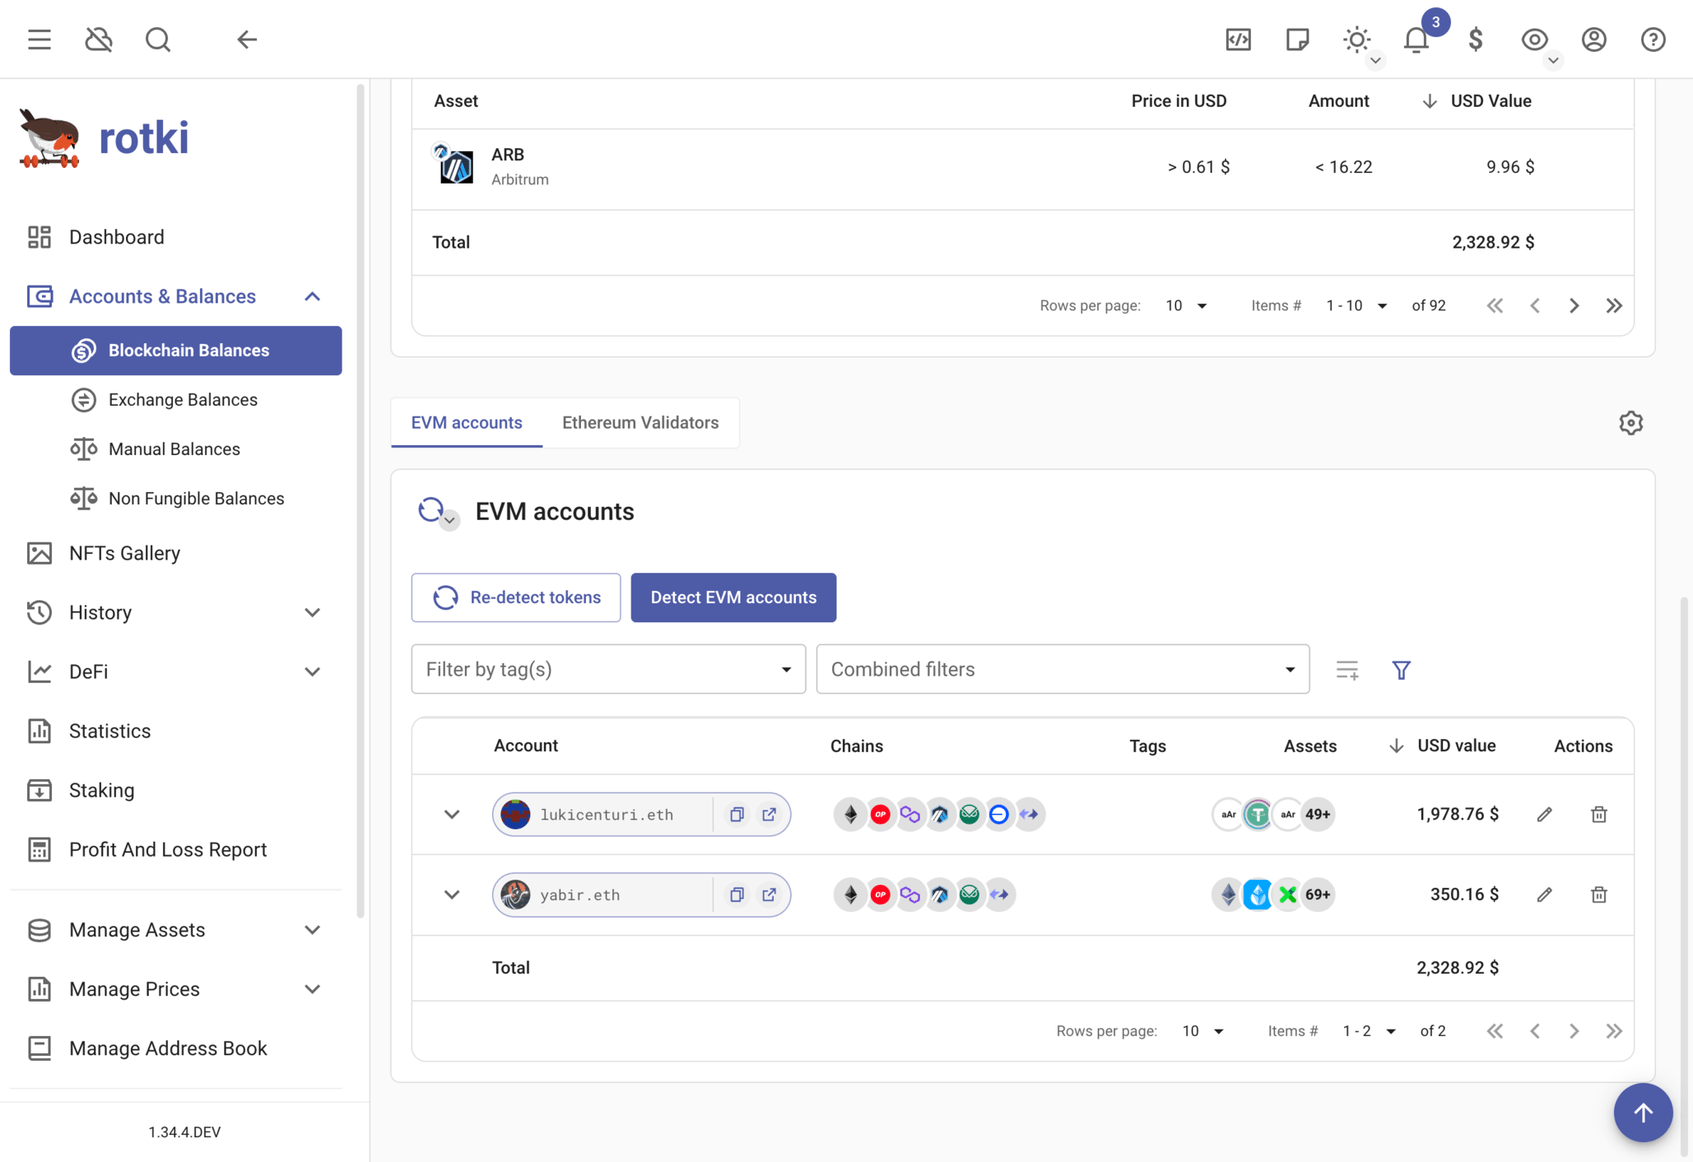 3
rotki
Dashboard
Accounts & Balances
Blockchain Balances
Exchange Balances
Manual Balances
Non Fungible Balances
NFTs Gallery
History
DeFi
Statistics
Staking
Profit And Loss Report
Manage Assets
Manage Prices
Manage Address Book
1.34.4.DEV
Asset Price in USD Amount USD Value
ARB
Arbitrum
> 0.61 $ < 16.22 9.96 $
Total 2,328.92 $
Rows per page: 10 Items # 1 - 10 of 92
EVM accounts Ethereum Validators
EVM accounts
Re-detect tokens Detect EVM accounts
Filter by tag(s) Combined filters
Account Chains Tags Assets USD value Actions
lukicenturi.eth OP aAr aAr 49+ 1,978.76 $
yabir.eth OP 69+ 350.16 $
Total 2,328.92 $
Rows per page: 10 Items # 1 - 2 of 2